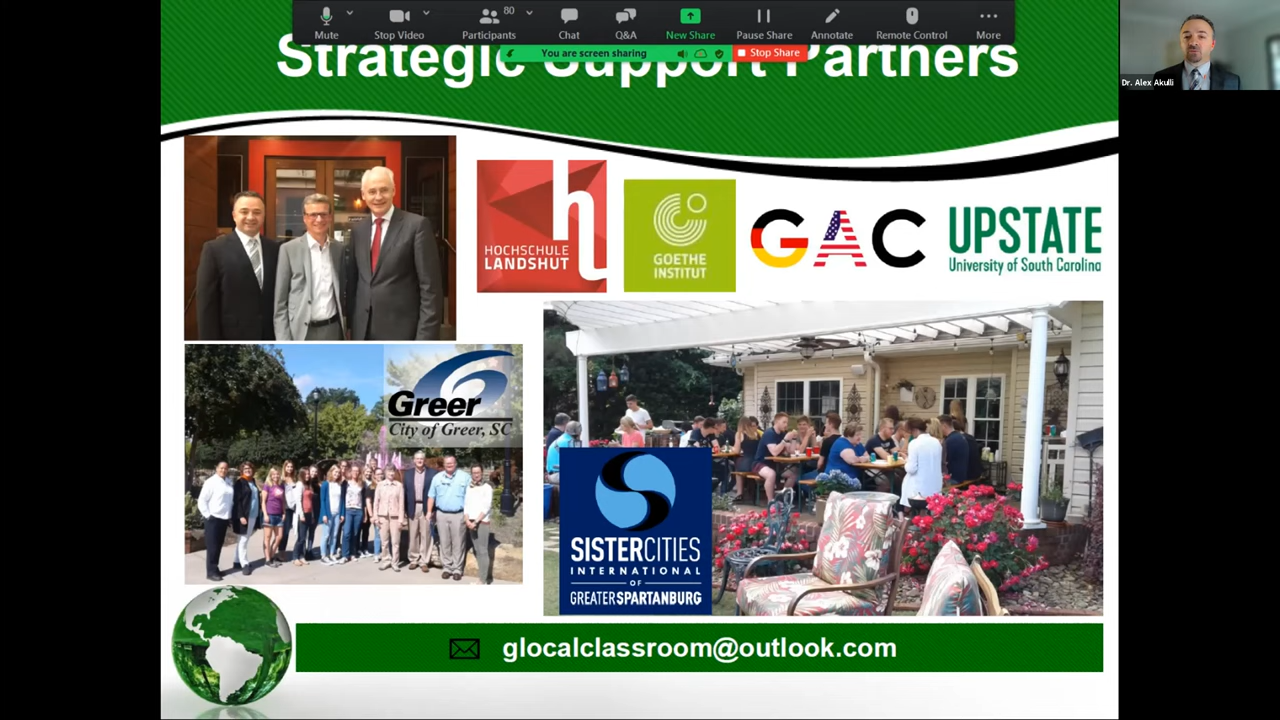 80
Mute
Stop Video
Participants
Chat
Q&A
New Share
Pause Share
Annotate
Remote Control
More
You are screen sharing
Stop Share
Strategic Support Partners
Dr. Alex Akulli
HOCHSCHULE
LANDSHUT
GOETHE
INSTITUT
GAC
UPSTATE
University of South Carolina
Greer
City of Greer, SC
SISTERCITIES
INTERNATIONAL
OF
GREATERSPARTANBURG
glocalclassroom@outlook.com